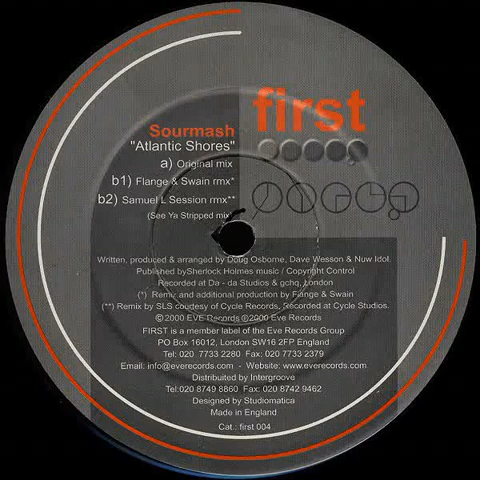 first
Sourmash
"Atlantic Shores"
a) Original mix
b1) Flange & Swain rmx*
b2) Samuel L Session rmx**
(See Ya Stripped mix)
Written, produced & arranged by Doug Osborne, Dave Wesson & Nuw Idol.
Published bySherlock Holmes music / Copyright Control
Recorded at Da - da Studios & gchq, London
(*) Remix and additional production by Flange & Swain
(**) Remix by SLS coutesy of Cycle Records, Recorded at Cycle Studios.
©2000 EVE Records ℗2000 Eve Records
FIRST is a member label of the Eve Records Group
PO Box 16012, London SW16 2FP England
Tel: 020 7733 2280 Fax: 020 7733 2379
Email: info@everecords.com - Website: www.everecords.com
Distribuited by Intergroove
Tel:020 8749 8860 Fax: 020 8742 9462
Designed by Studiomatica
Made in England
Cat.: first 004